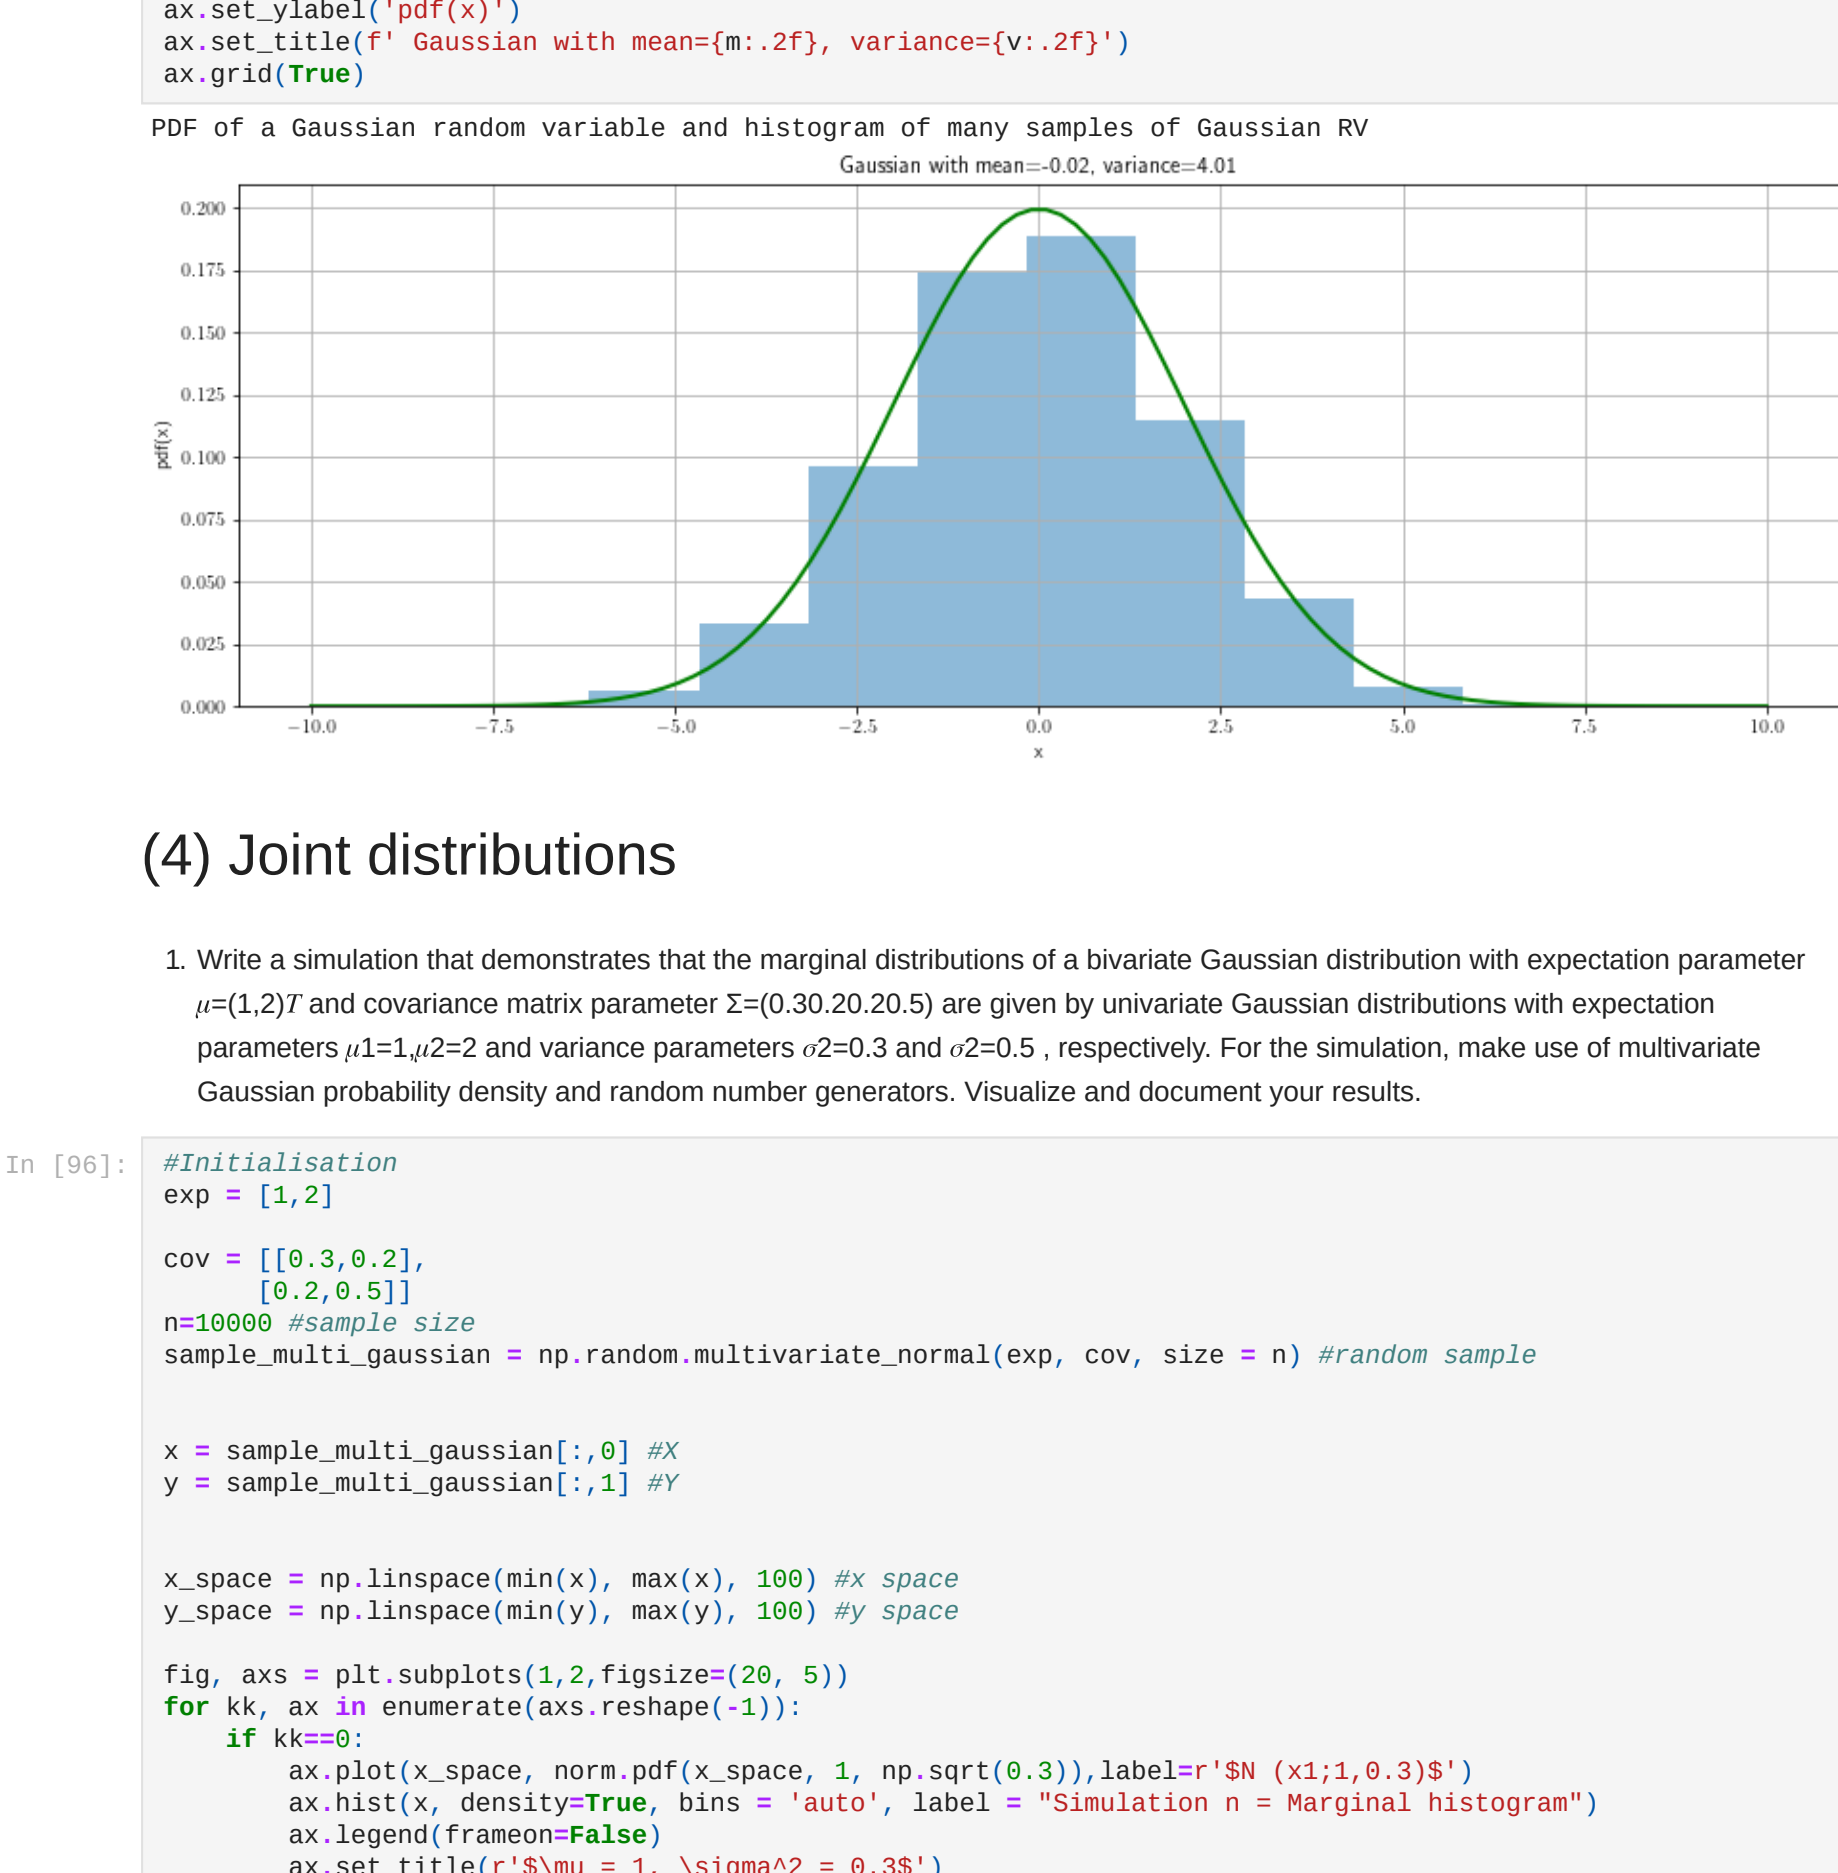 ax.set_ylabel('pdf(x)')
ax.set_title(f' Gaussian with mean={m:.2f}, variance={v:.2f}')
ax.grid(True)
PDF of a Gaussian random variable and histogram of many samples of Gaussian RV
Gaussian with mean=-0.02, variance=4.01
0.200
0.175
0.150
0.125
0.100
0.075
0.050
0.025
0.000
pdf(x)
−10.0 −7.5 −5.0 −2.5 0.0 2.5 5.0 7.5 10.0
x
(4) Joint distributions
1. Write a simulation that demonstrates that the marginal distributions of a bivariate Gaussian distribution with expectation parameter
𝜇=(1,2)𝑇 and covariance matrix parameter Σ=(0.30.20.20.5) are given by univariate Gaussian distributions with expectation
parameters 𝜇1=1,𝜇2=2 and variance parameters 𝜎2=0.3 and 𝜎2=0.5 , respectively. For the simulation, make use of multivariate
Gaussian probability density and random number generators. Visualize and document your results.
In [96]:
#Initialisation
exp = [1,2]
cov = [[0.3,0.2],
[0.2,0.5]]
n=10000 #sample size
sample_multi_gaussian = np.random.multivariate_normal(exp, cov, size = n) #random sample
x = sample_multi_gaussian[:,0] #X
y = sample_multi_gaussian[:,1] #Y
x_space = np.linspace(min(x), max(x), 100) #x space
y_space = np.linspace(min(y), max(y), 100) #y space
fig, axs = plt.subplots(1,2,figsize=(20, 5))
for kk, ax in enumerate(axs.reshape(-1)):
if kk==0:
ax.plot(x_space, norm.pdf(x_space, 1, np.sqrt(0.3)),label=r'$N (x1;1,0.3)$')
ax.hist(x, density=True, bins = 'auto', label = "Simulation n = Marginal histogram")
ax.legend(frameon=False)
ax.set_title(r'$\mu = 1, \sigma^2 = 0.3$')